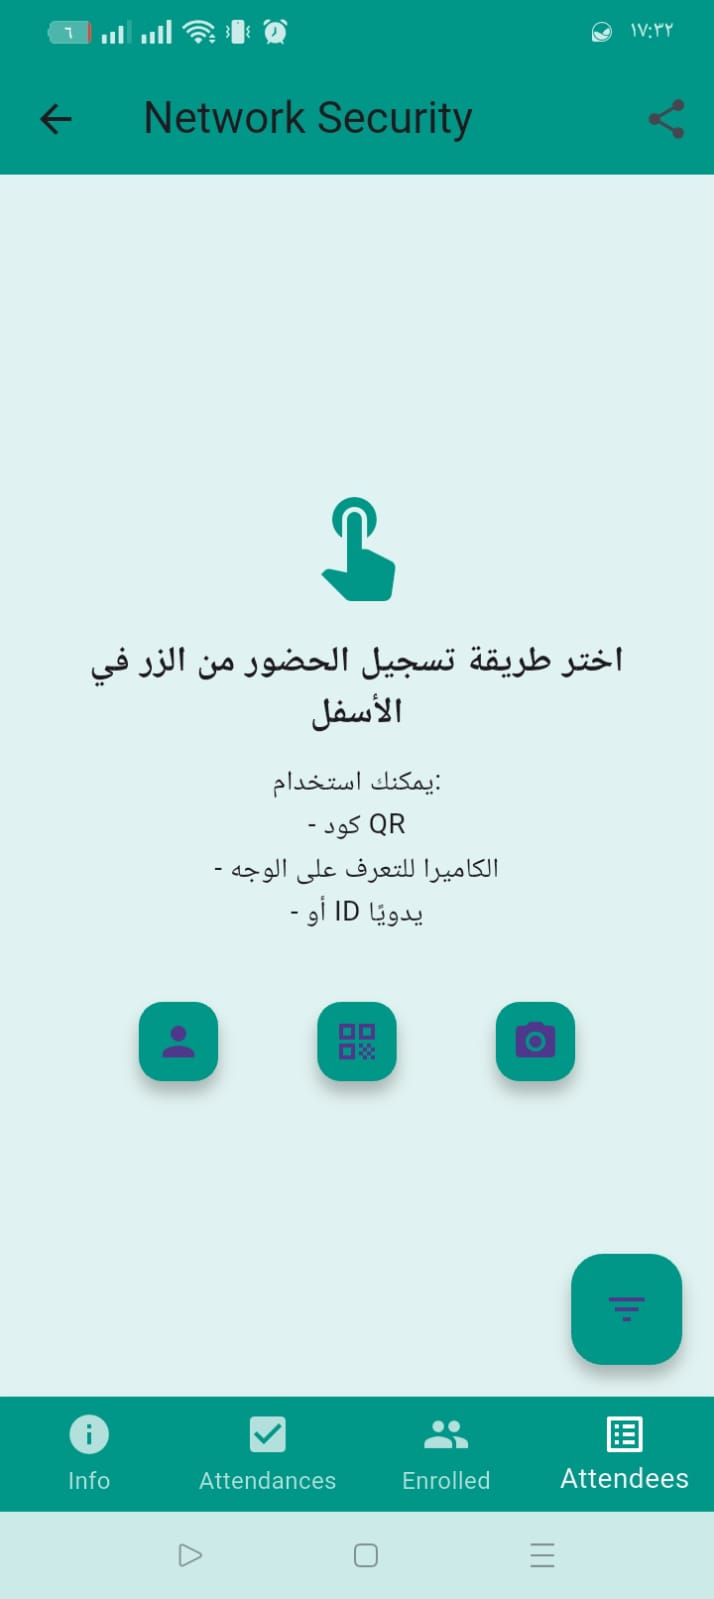 ٦
١٧:٣٢
Network Security
اختر طريقة تسجيل الحضور من الزر في
الأسفل
يمكنك استخدام:
- كود QR
- الكاميرا للتعرف على الوجه
- أو ID يدويًا
Info
Attendances
Enrolled
Attendees